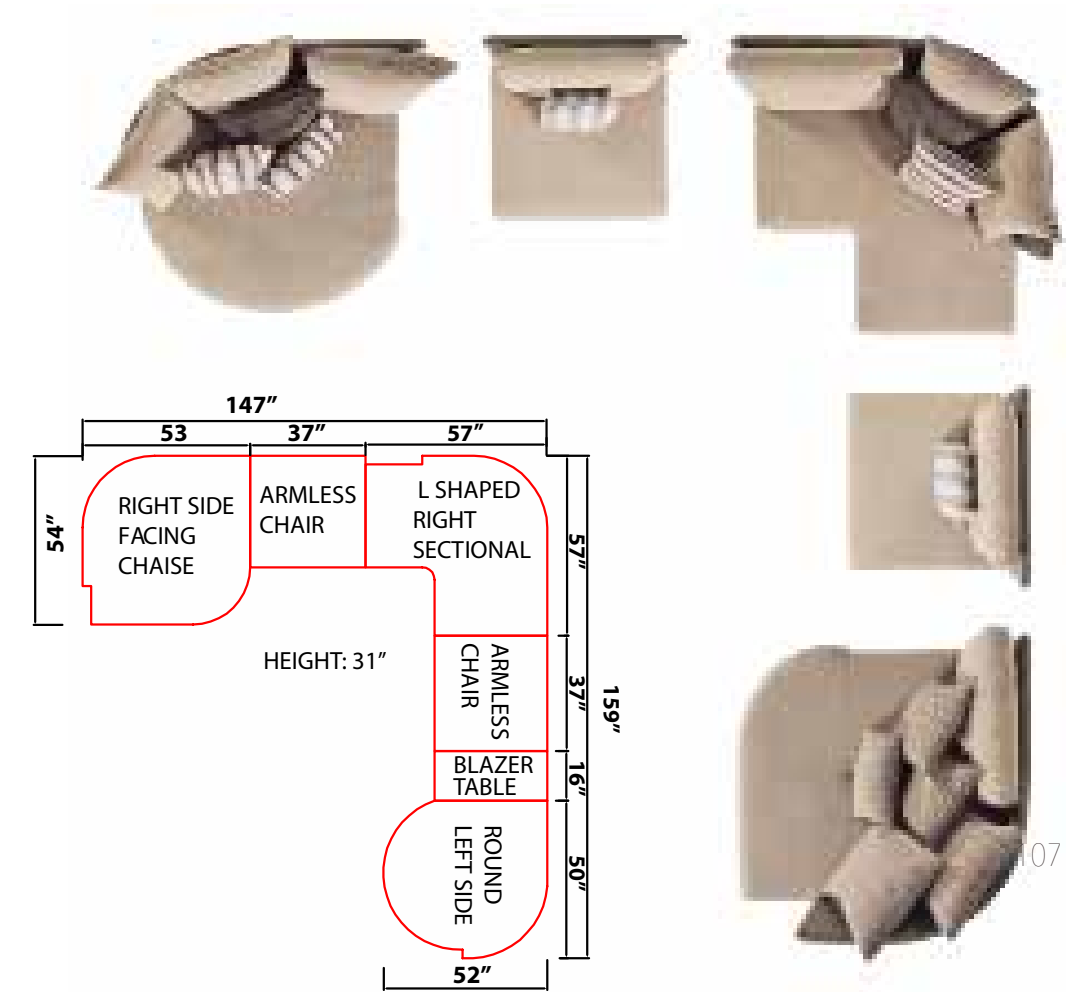 147”
53
37”
57”
54”
RIGHT SIDE
FACING
CHAISE
ARMLESS
CHAIR
L SHAPED
RIGHT
SECTIONAL
57”
HEIGHT: 31”
ARMLESS
CHAIR
37”
159”
BLAZER
TABLE
16”
ROUND
LEFT SIDE
50”
52”
107